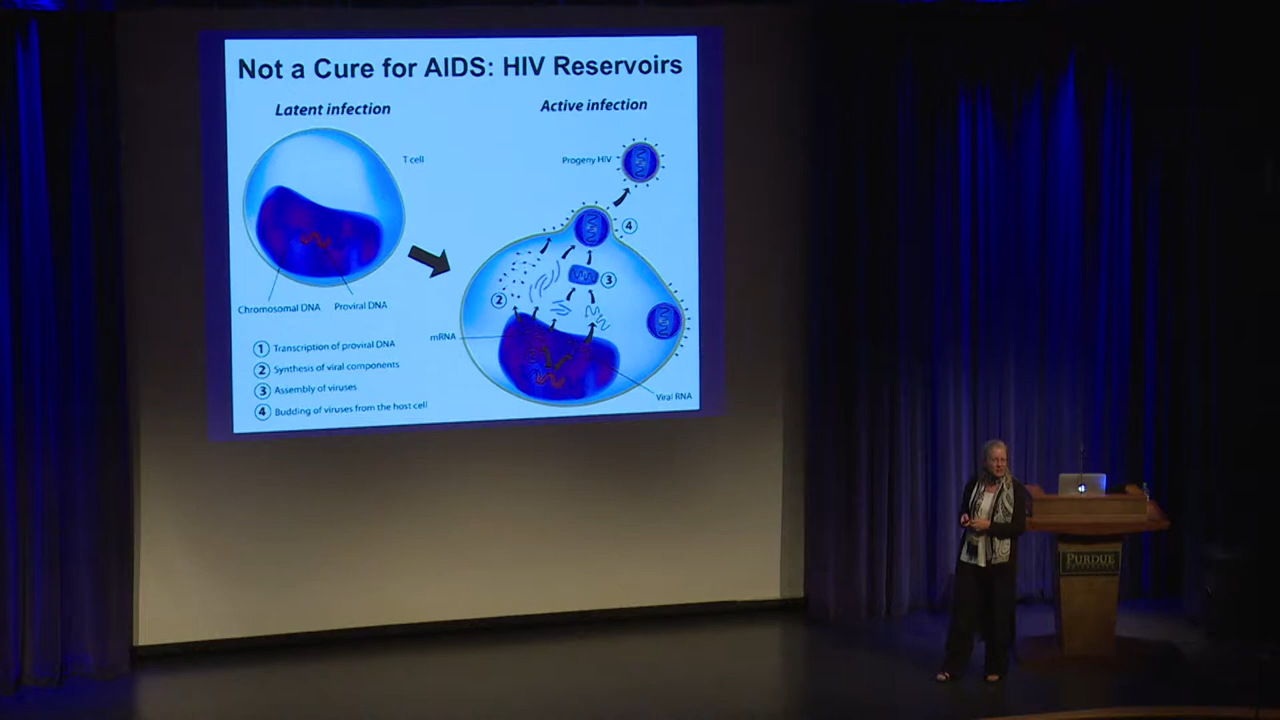 Not a Cure for AIDS: HIV Reservoirs
Latent infection
Active infection
T cell
Progeny HIV
4
3
2
Chromosomal DNA
Proviral DNA
mRNA
1 Transcription of proviral DNA
2 Synthesis of viral components
3 Assembly of viruses
4 Budding of viruses from the host cell
Viral RNA
PURDUE